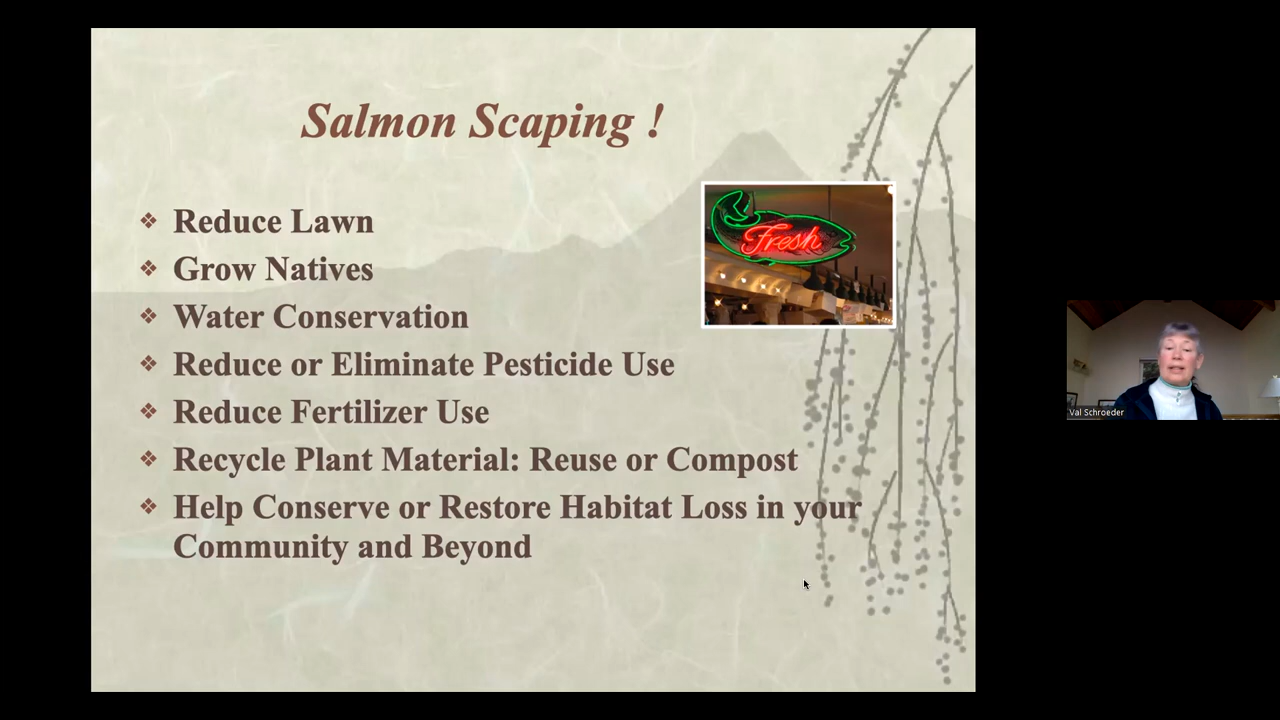 Salmon Scaping !
Reduce Lawn
Fresh
Grow Natives
Water Conservation
Reduce or Eliminate Pesticide Use
Reduce Fertilizer Use
Recycle Plant Material: Reuse or Compost
Help Conserve or Restore Habitat Loss in your
Community and Beyond
Val Schroeder